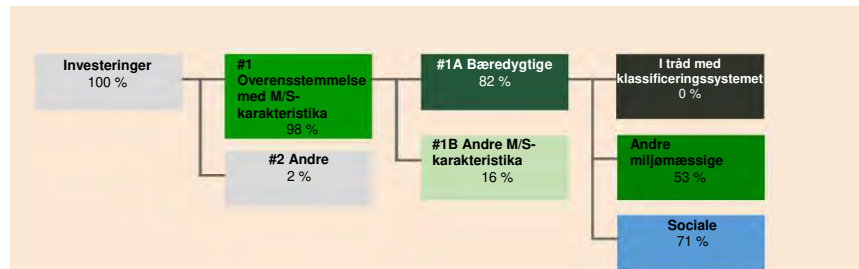 Investeringer
100 %
#1
Overensstemmelse
med M/S-
karakteristika
98 %
#2 Andre
2 %
#1A Bæredygtige
82 %
#1B Andre M/S-
karakteristika
16 %
I tråd med
klassificeringssystemet
0 %
Andre
miljømæssige
53 %
Sociale
71 %